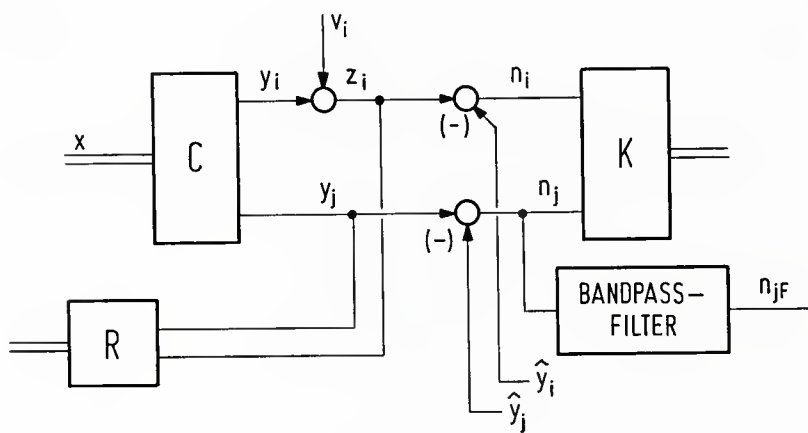 v_i
y_i
z_i
n_i
(-)
x
C
K
y_j
n_j
(-)
BANDPASS-
FILTER
n_jF
R
ŷ_i
ŷ_j